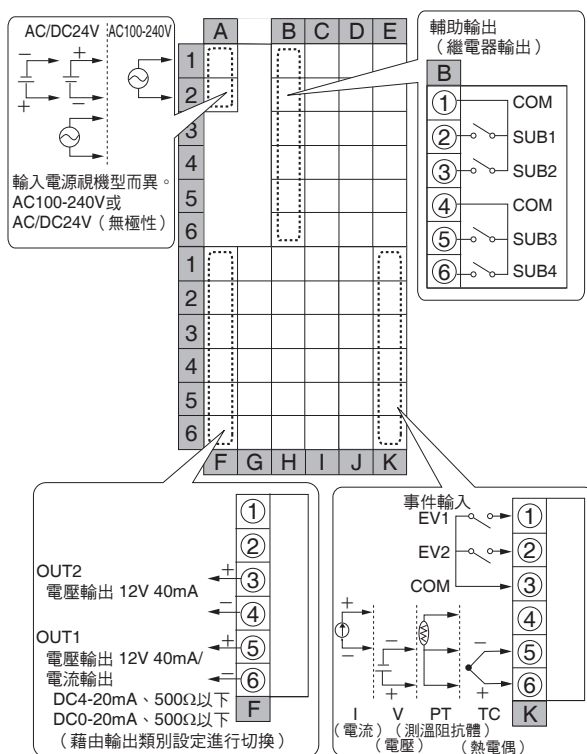 AC/DC24V AC100-240V
− + 
+ −
輸入電源視機型而異。
AC100-240V或
AC/DC24V(無極性)
A B C D E
1
2
3
4
5
6
1
2
3
4
5
6
F G H I J K
輔助輸出
(繼電器輸出)
B
① COM
② SUB1
③ SUB2
④ COM
⑤ SUB3
⑥ SUB4
①
②
OUT2 + ③
電壓輸出 12V 40mA
− ④
OUT1 + ⑤
電壓輸出 12V 40mA/
電流輸出 − ⑥
DC4-20mA、500Ω以下
DC0-20mA、500Ω以下
F
(藉由輸出類別設定進行切換)
事件輸入
EV1 ①
EV2 ②
COM ③
④
+ − − ⑤
+ + ⑥
I V PT TC K
(電流) (測溫阻抗體)
(電壓) (熱電偶)